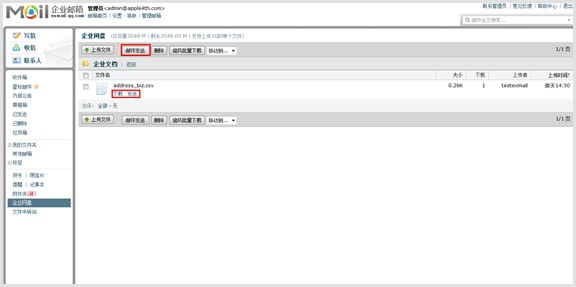 MOil 企业邮箱 管理员<cadmin@apple4th.com>
exmail.qq.com 邮箱首页 | 设置 - 换肤 | 管理邮箱
联系管理员 | 意见反馈 | 帮助中心 | 退出
邮件全文搜索...
写信
收信
联系人
收件箱
星标邮件
内部公告
草稿箱
已发送
已删除
垃圾箱
我的文件夹
其他邮箱
标签
贺卡 | 明信片
提醒 | 记事本
附件夹
企业网盘
文件中转站
企业网盘 (总容量2048 M | 剩余2048.00 M | 支持上传10的单个文件)
上传文件 邮件发送 删除 旋风批量下载 移动到... 1/1 页
企业文档 | 返回
文件名 大小 下载 上传者 上传时间
address_biz.csv 0.26K 1 testexmail 昨天14:50
下载 发送
选择: 全部 - 无
上传文件 邮件发送 删除 旋风批量下载 移动到... 1/1 页